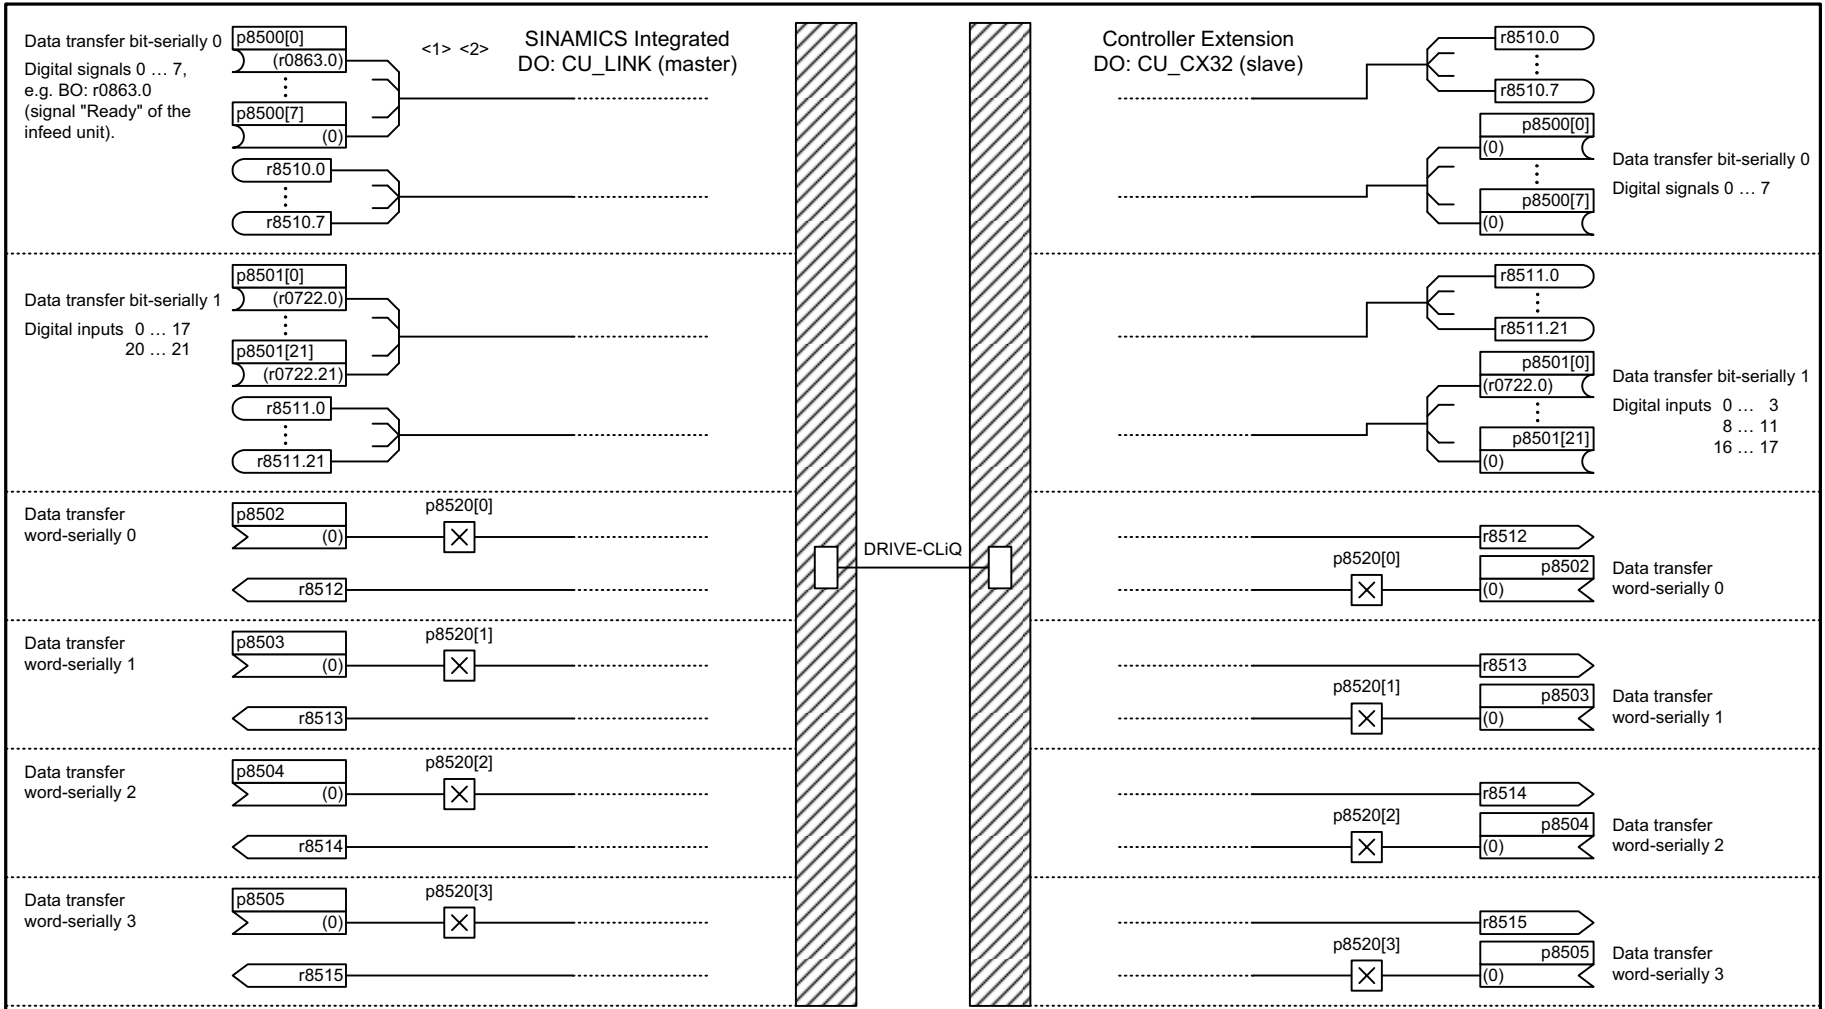 Data transfer bit-serially 0
Digital signals 0 … 7,
e.g. BO: r0863.0
(signal "Ready" of the
infeed unit).
p8500[0]
(r0863.0)
p8500[7]
(0)
r8510.0
r8510.7
<1> <2>
SINAMICS Integrated
DO: CU_LINK (master)
Controller Extension
DO: CU_CX32 (slave)
r8510.0
r8510.7
p8500[0]
(0)
p8500[7]
(0)
Data transfer bit-serially 0
Digital signals 0 … 7
Data transfer bit-serially 1
Digital inputs 0 … 17
20 … 21
p8501[0]
(r0722.0)
p8501[21]
(r0722.21)
r8511.0
r8511.21
r8511.0
r8511.21
p8501[0]
(r0722.0)
p8501[21]
(0)
Data transfer bit-serially 1
Digital inputs 0 … 3
8 … 11
16 … 17
Data transfer
word-serially 0
p8502
(0)
p8520[0]
r8512
DRIVE-CLiQ
r8512
p8520[0]
p8502
(0)
Data transfer
word-serially 0
Data transfer
word-serially 1
p8503
(0)
p8520[1]
r8513
r8513
p8520[1]
p8503
(0)
Data transfer
word-serially 1
Data transfer
word-serially 2
p8504
(0)
p8520[2]
r8514
r8514
p8520[2]
p8504
(0)
Data transfer
word-serially 2
Data transfer
word-serially 3
p8505
(0)
p8520[3]
r8515
r8515
p8520[3]
p8505
(0)
Data transfer
word-serially 3